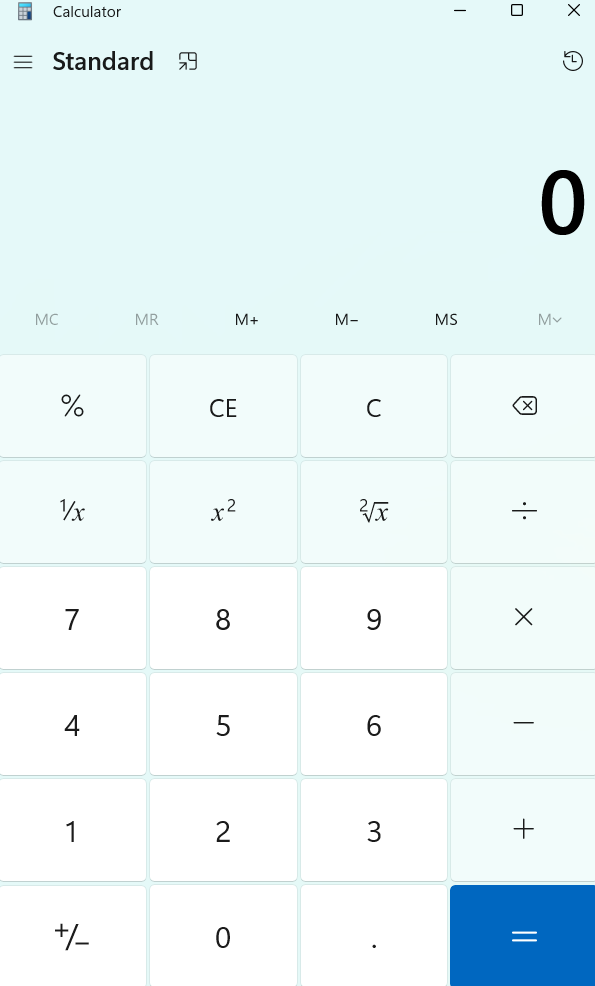 Calculator
Standard
0
MC MR M+ M− MS M
% CE C
⅟x x² ²√x ÷
7 8 9 ×
4 5 6 −
1 2 3 +
+/− 0 . =